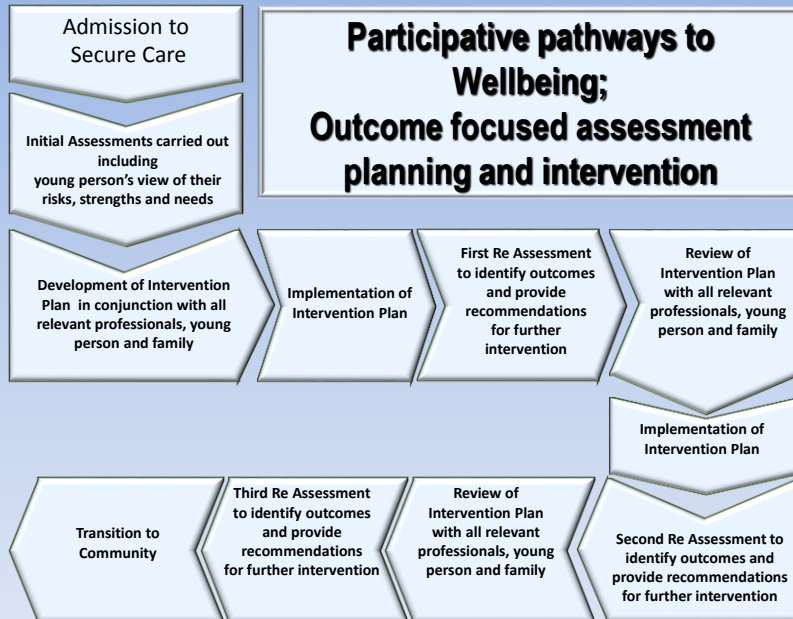 Admission to
Secure Care
Participative pathways to
Wellbeing;
Outcome focused assessment
planning and intervention
Initial Assessments carried out
including
young person's view of their
risks, strengths and needs
Development of Intervention
Plan in conjunction with all
relevant professionals, young
person and family
Implementation of
Intervention Plan
First Re Assessment
to identify outcomes
and provide
recommendations
for further
intervention
Review of
Intervention Plan
with all relevant
professionals, young
person and family
Implementation of
Intervention Plan
Second Re Assessment to
identify outcomes and
provide recommendations
for further intervention
Review of
Intervention Plan
with all relevant
professionals, young
person and family
Third Re Assessment
to identify outcomes
and provide
recommendations
for further intervention
Transition to
Community